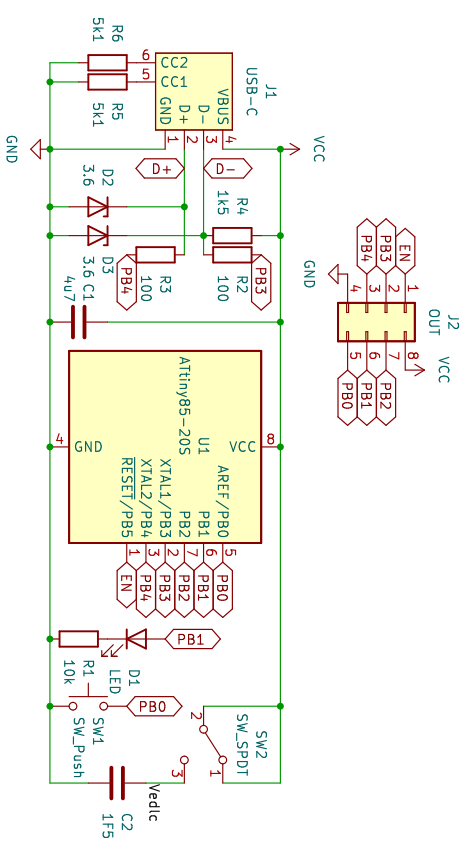 R6
5k1
6
CC2
5
CC1
R5
5k1
J1
USB-C
VBUS
GND
D+
D-
1
2
3
4
GND
VCC
D+
D-
D2
3.6
D3
3.6
R4
1k5
R3
100
R2
100
PB4
PB3
C1
4u7
PB4
PB3
EN
GND
4
3
2
1
J2
OUT
VCC
5
6
7
8
PB0
PB1
PB2
ATtiny85-20S
U1
4
GND
VCC
8
AREF/PB0
PB1
PB2
XTAL1/PB3
XTAL2/PB4
RESET/PB5
1
3
2
7
6
5
EN
PB4
PB3
PB2
PB1
PB0
PB1
R1
10k
D1
LED
PB0
SW1
SW_Push
SW2
SW_SPDT
2
1
3
Vedlc
C2
1F5